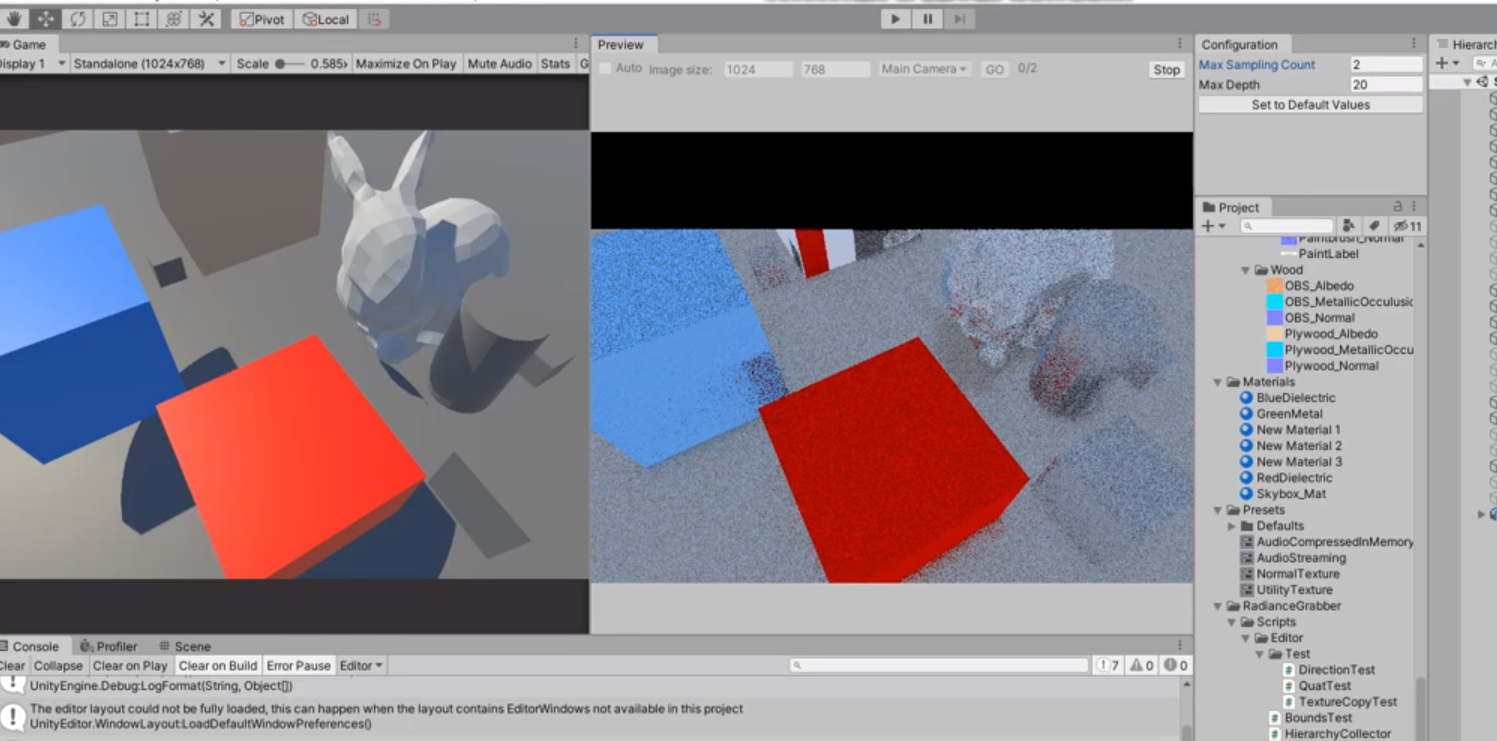 Pivot Local
Game
Display 1 Standalone (1024x768) Scale 0.585x Maximize On Play Mute Audio Stats G
Preview
Auto Image size: 1024 768 Main Camera GO 0/2 Stop
Configuration
Max Sampling Count 2
Max Depth 20
Set to Default Values
Hierarch
Project
11
Paintbrush_Normal
PaintLabel
Wood
OBS_Albedo
OBS_MetallicOcculusic
OBS_Normal
Plywood_Albedo
Plywood_MetallicOccu
Plywood_Normal
Materials
BlueDielectric
GreenMetal
New Material 1
New Material 2
New Material 3
RedDielectric
Skybox_Mat
Presets
Defaults
AudioCompressedInMemory
AudioStreaming
NormalTexture
UtilityTexture
RadianceGrabber
Scripts
Editor
Test
DirectionTest
QuatTest
TextureCopyTest
BoundsTest
HierarchyCollector
Console Profiler Scene
Clear Collapse Clear on Play Clear on Build Error Pause Editor 7 0 0
UnityEngine.Debug:LogFormat(String, Object[])
The editor layout could not be fully loaded, this can happen when the layout contains EditorWindows not available in this project
UnityEditor.WindowLayout:LoadDefaultWindowPreferences()